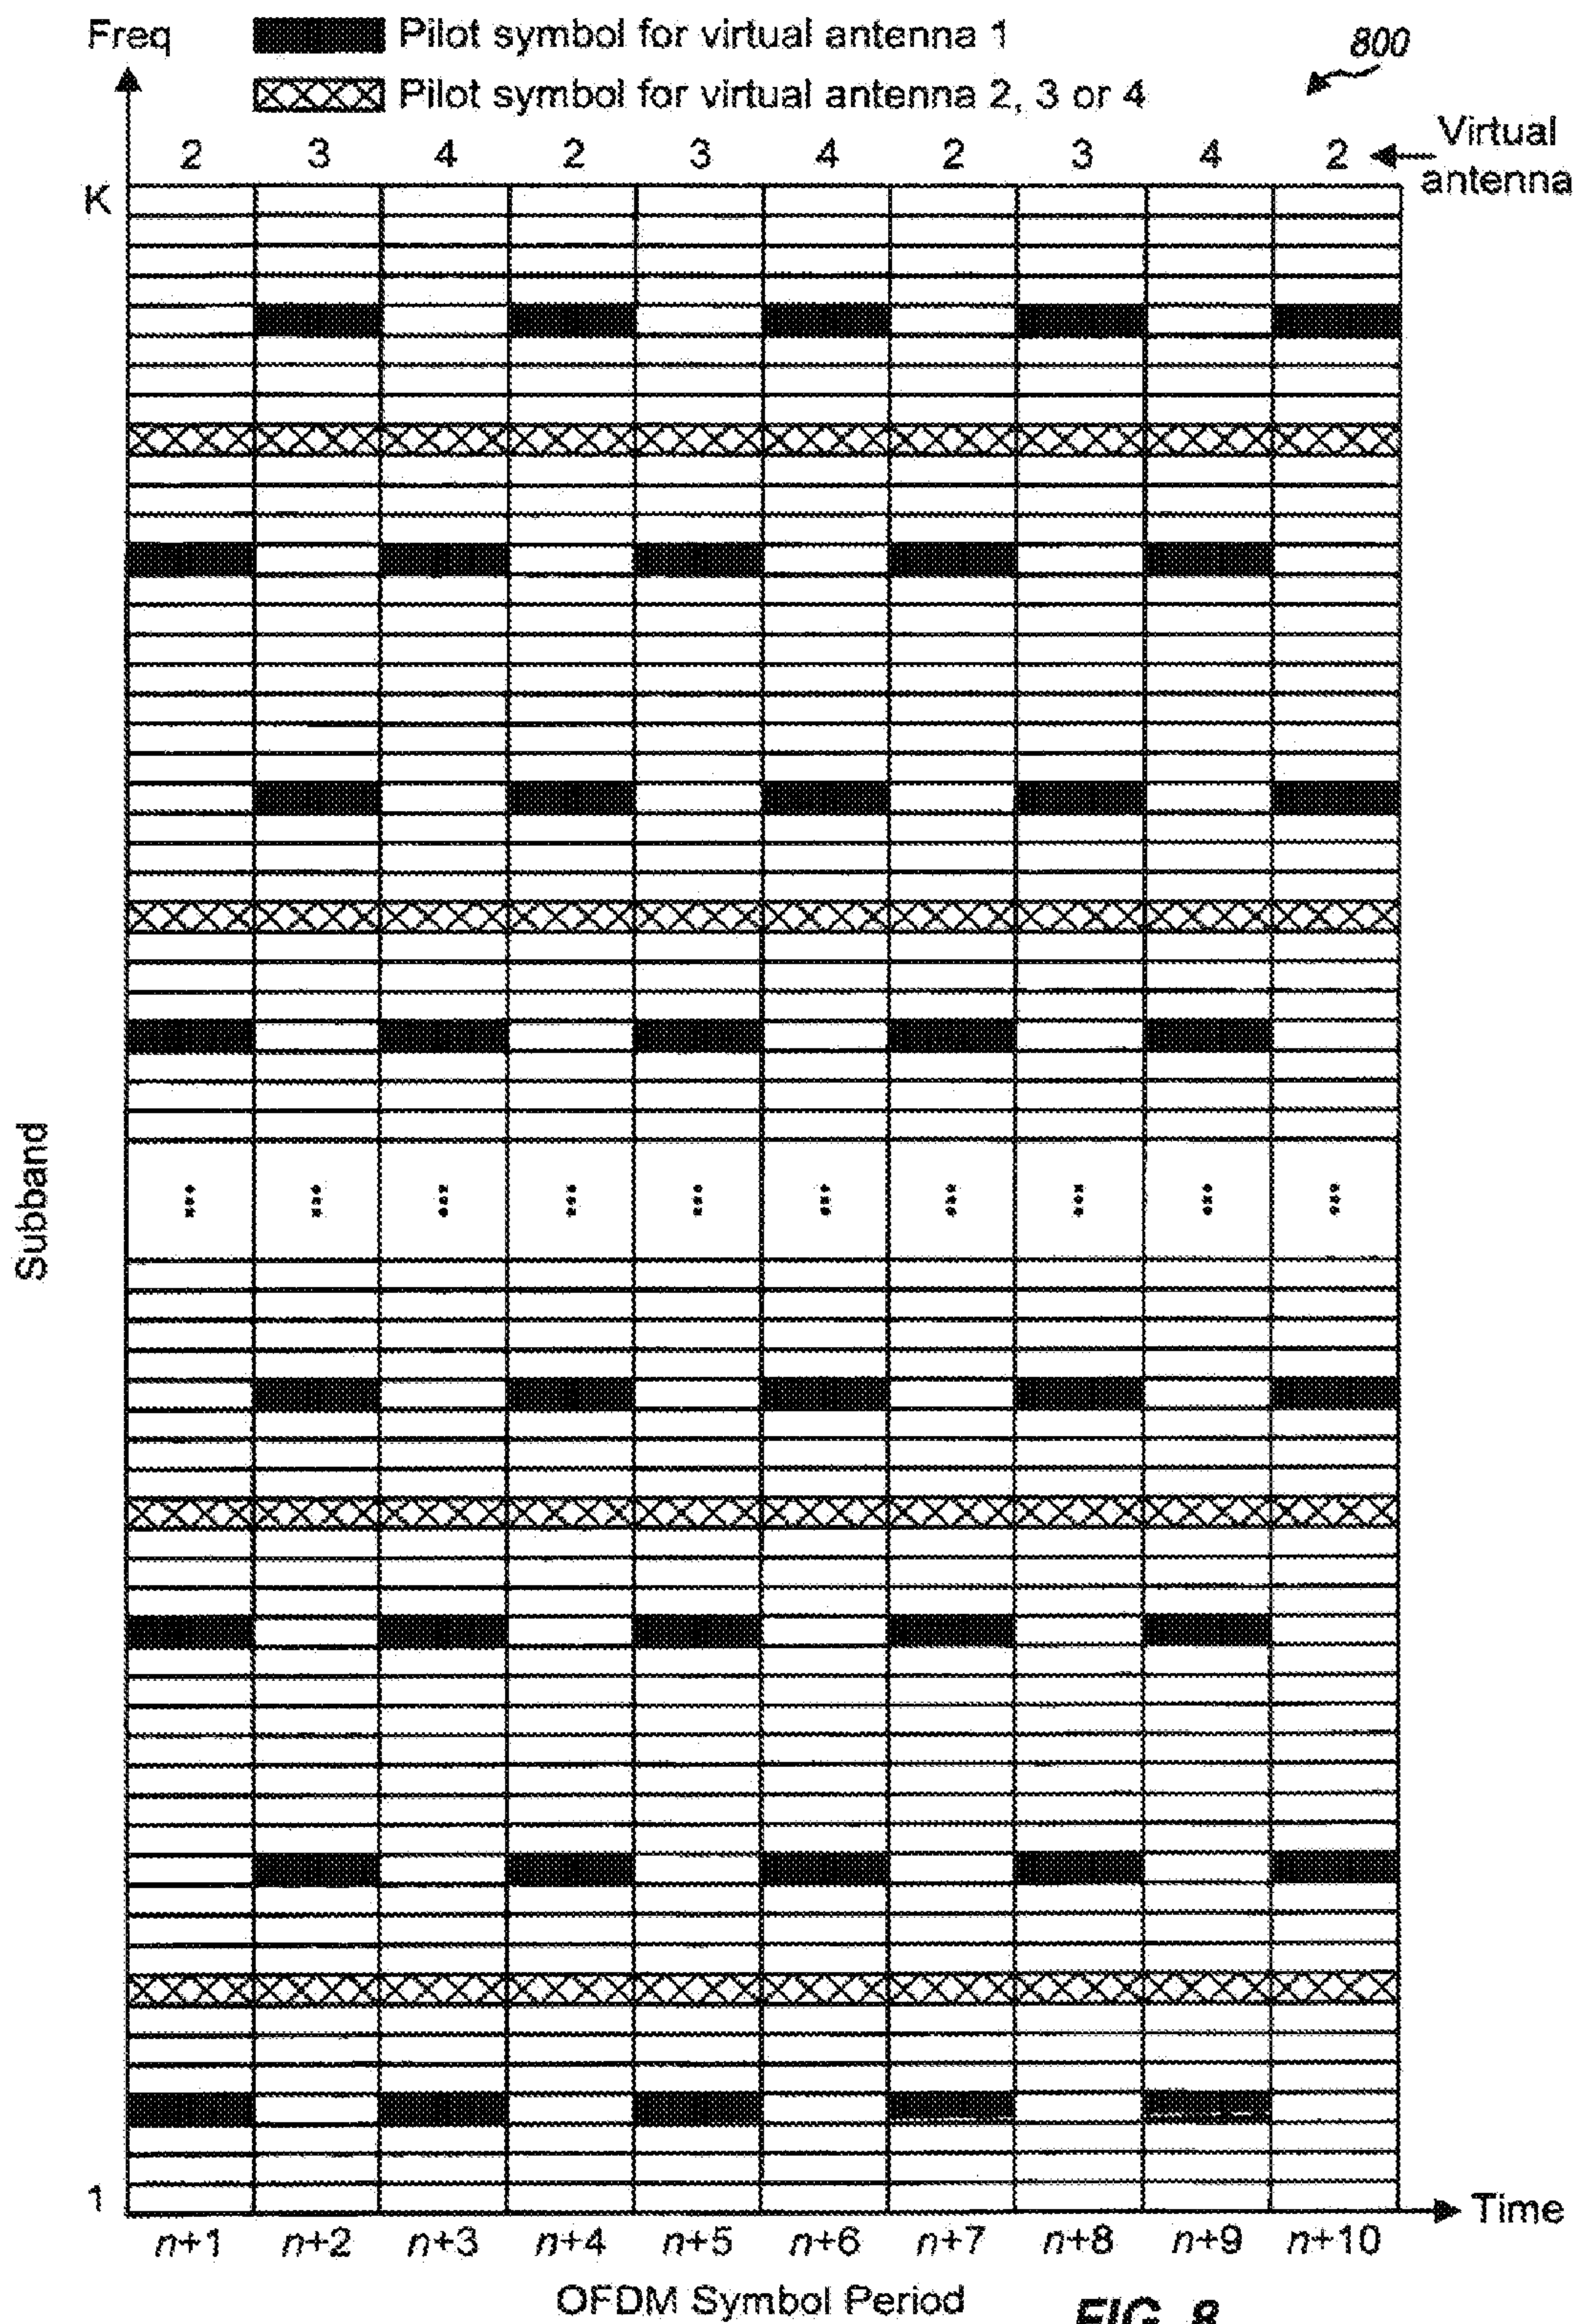 Freq
Pilot symbol for virtual antenna 1
800
Pilot symbol for virtual antenna 2, 3 or 4
2 3 4 2 3 4 2 3 4 2
Virtual
antenna
K
Subband
1
Time
n+1 n+2 n+3 n+4 n+5 n+6 n+7 n+8 n+9 n+10
OFDM Symbol Period
FIG. 8